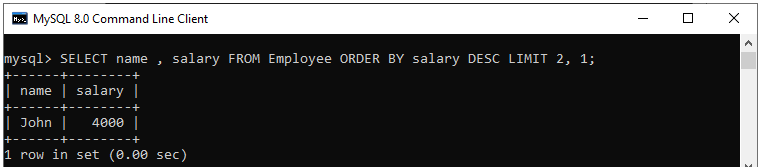 MySQL 8.0 Command Line Client
mysql> SELECT name , salary FROM Employee ORDER BY salary DESC LIMIT 2, 1;
+------+--------+
| name | salary |
+------+--------+
| John |   4000 |
+------+--------+
1 row in set (0.00 sec)